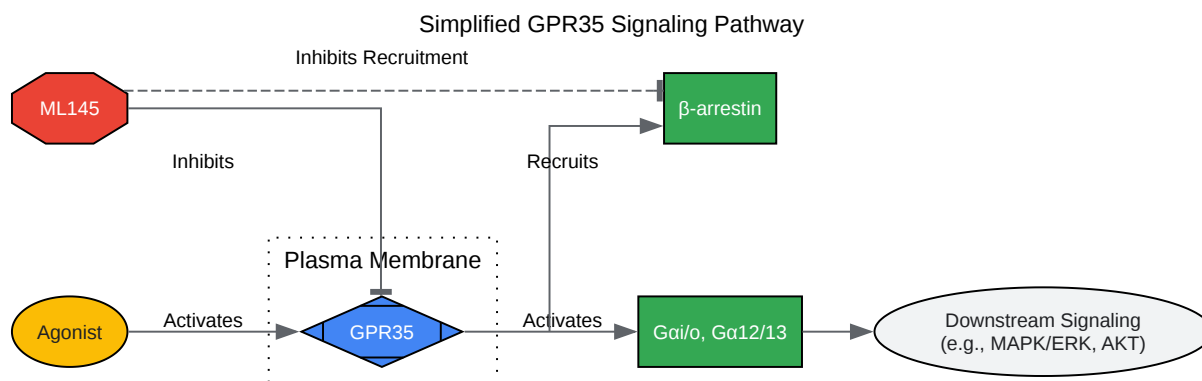 Simplified GPR35 Signaling Pathway
Inhibits Recruitment
ML145
β-arrestin
Inhibits
Recruits
Plasma Membrane
Agonist
Activates
GPR35
Activates
Gαi/o, Gα12/13
Downstream Signaling
(e.g., MAPK/ERK, AKT)